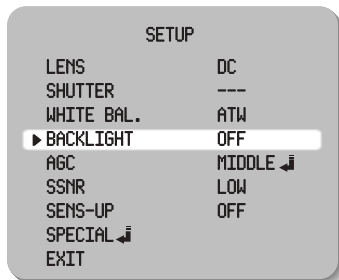 SETUP
LENS DC
SHUTTER ---
WHITE BAL. ATW
BACKLIGHT OFF
AGC MIDDLE
SSNR LOW
SENS-UP OFF
SPECIAL
EXIT